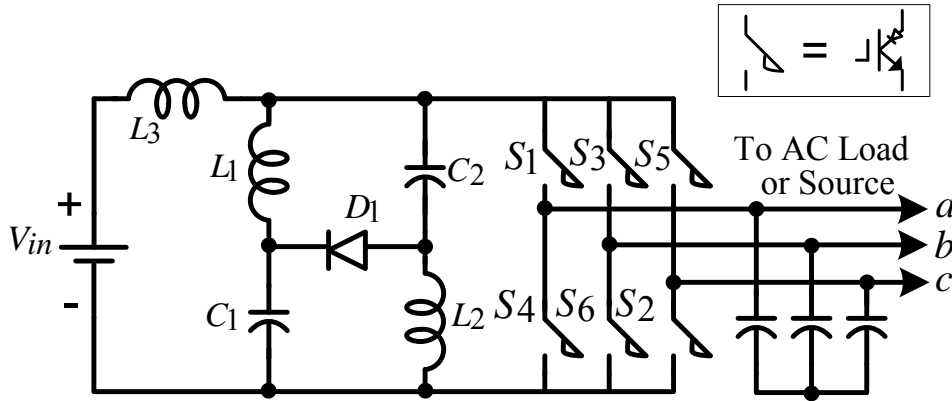 =
L3
L1
C2
S1
S3
S5
To AC Load
or Source
a
D1
+
Vin
-
b
c
C1
L2
S4
S6
S2